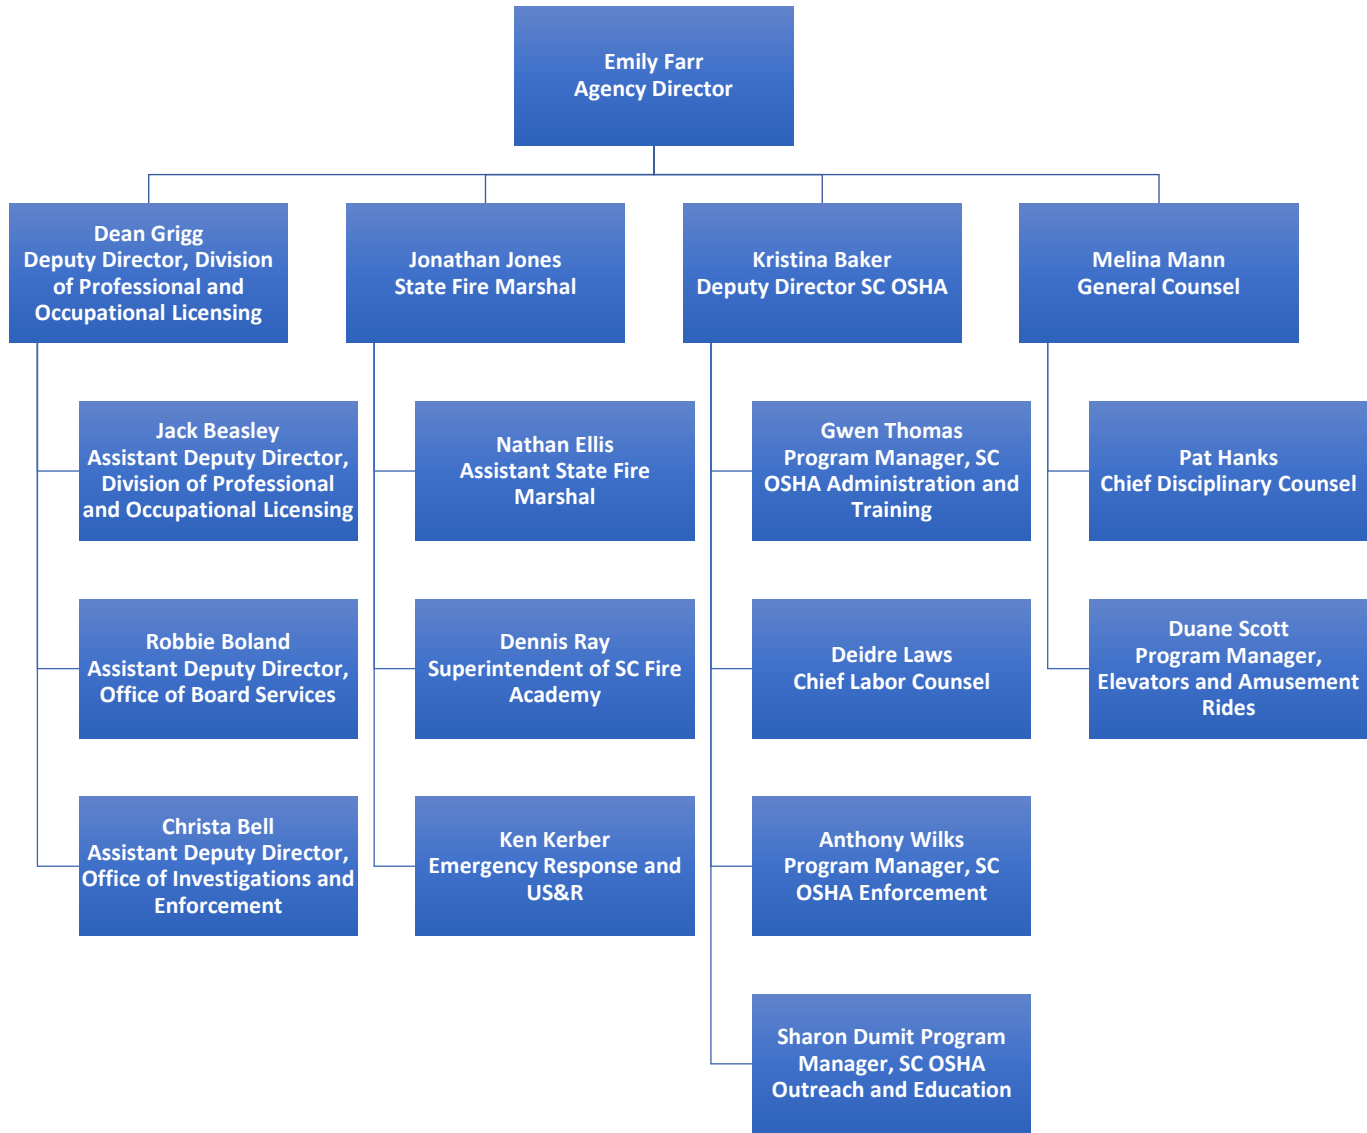 Emily Farr
Agency Director
Dean Grigg
Deputy Director, Division
of Professional and
Occupational Licensing
Jonathan Jones
State Fire Marshal
Kristina Baker
Deputy Director SC OSHA
Melina Mann
General Counsel
Jack Beasley
Assistant Deputy Director,
Division of Professional
and Occupational Licensing
Nathan Ellis
Assistant State Fire
Marshal
Gwen Thomas
Program Manager, SC
OSHA Administration and
Training
Pat Hanks
Chief Disciplinary Counsel
Robbie Boland
Assistant Deputy Director,
Office of Board Services
Dennis Ray
Superintendent of SC Fire
Academy
Deidre Laws
Chief Labor Counsel
Duane Scott
Program Manager,
Elevators and Amusement
Rides
Christa Bell
Assistant Deputy Director,
Office of Investigations and
Enforcement
Ken Kerber
Emergency Response and
US&R
Anthony Wilks
Program Manager, SC
OSHA Enforcement
Sharon Dumit Program
Manager, SC OSHA
Outreach and Education